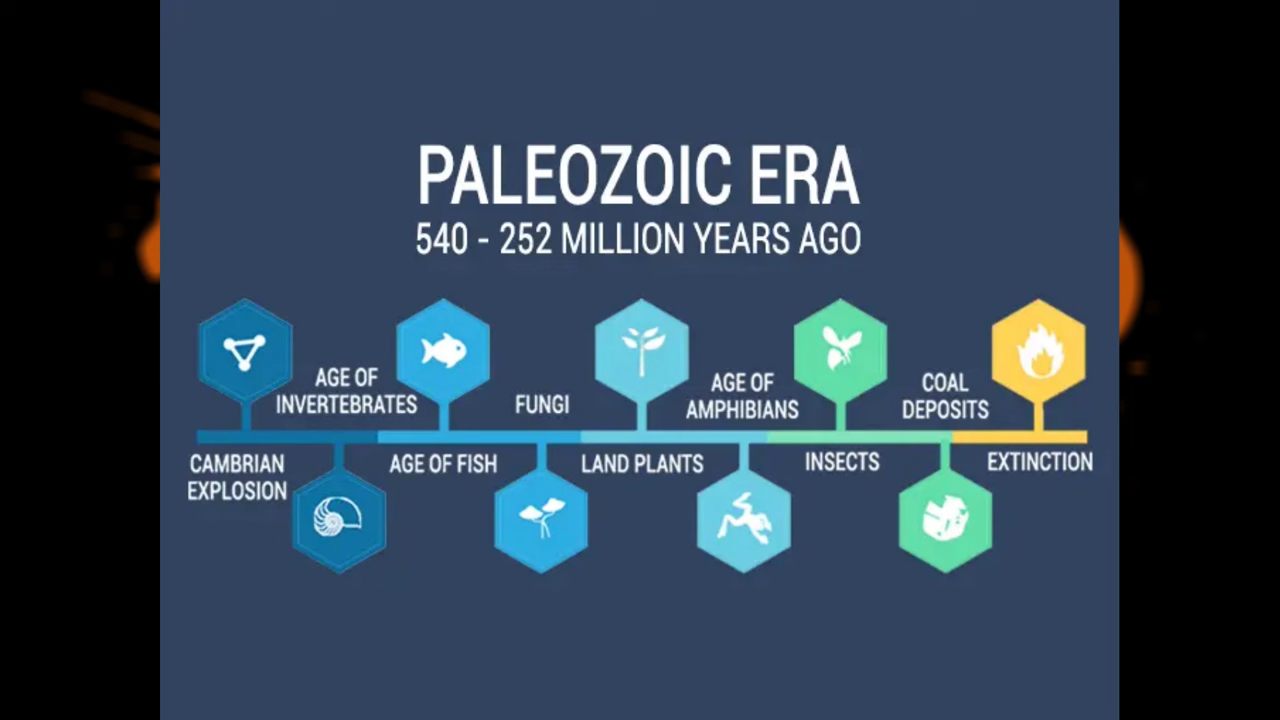 PALEOZOIC ERA
540 - 252 MILLION YEARS AGO
CAMBRIAN
EXPLOSION
AGE OF
INVERTEBRATES
AGE OF FISH
FUNGI
LAND PLANTS
AGE OF
AMPHIBIANS
INSECTS
COAL
DEPOSITS
EXTINCTION